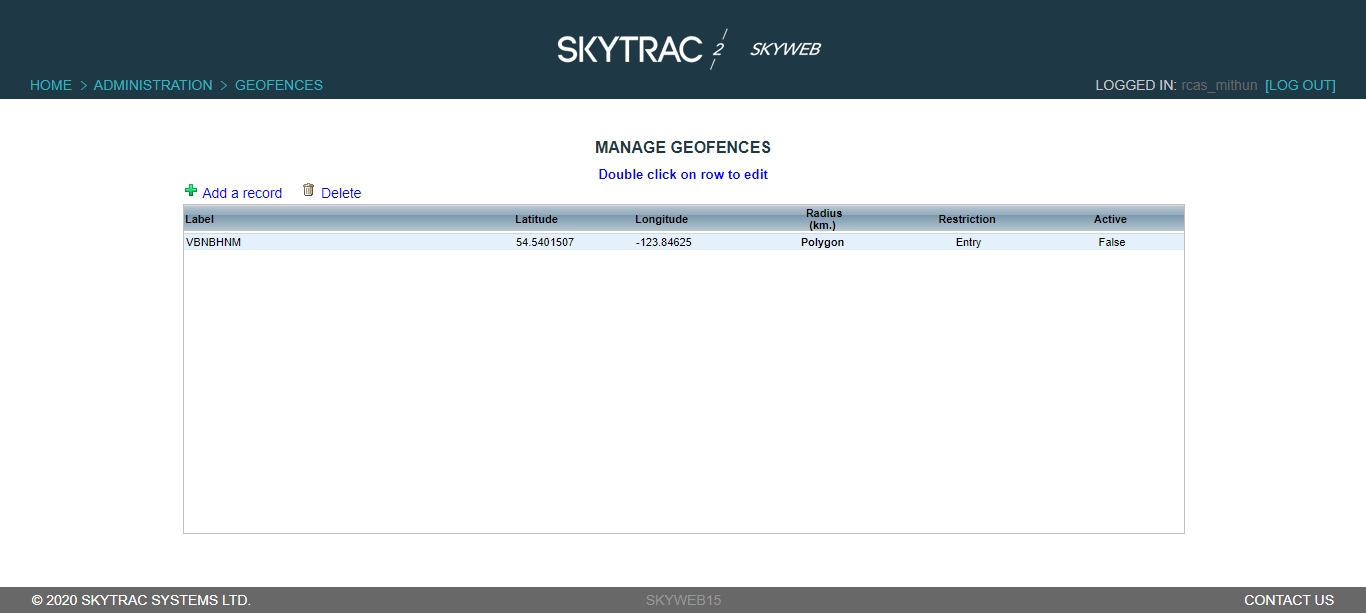 SKYTRAC 2 SKYWEB
HOME > ADMINISTRATION > GEOFENCES LOGGED IN: rcas_mithun [LOG OUT]
MANAGE GEOFENCES
Double click on row to edit
Add a record Delete
Label Latitude Longitude Radius (km.) Restriction Active
VBNBHNM 54.5401507 -123.84625 Polygon Entry False
© 2020 SKYTRAC SYSTEMS LTD. SKYWEB15 CONTACT US